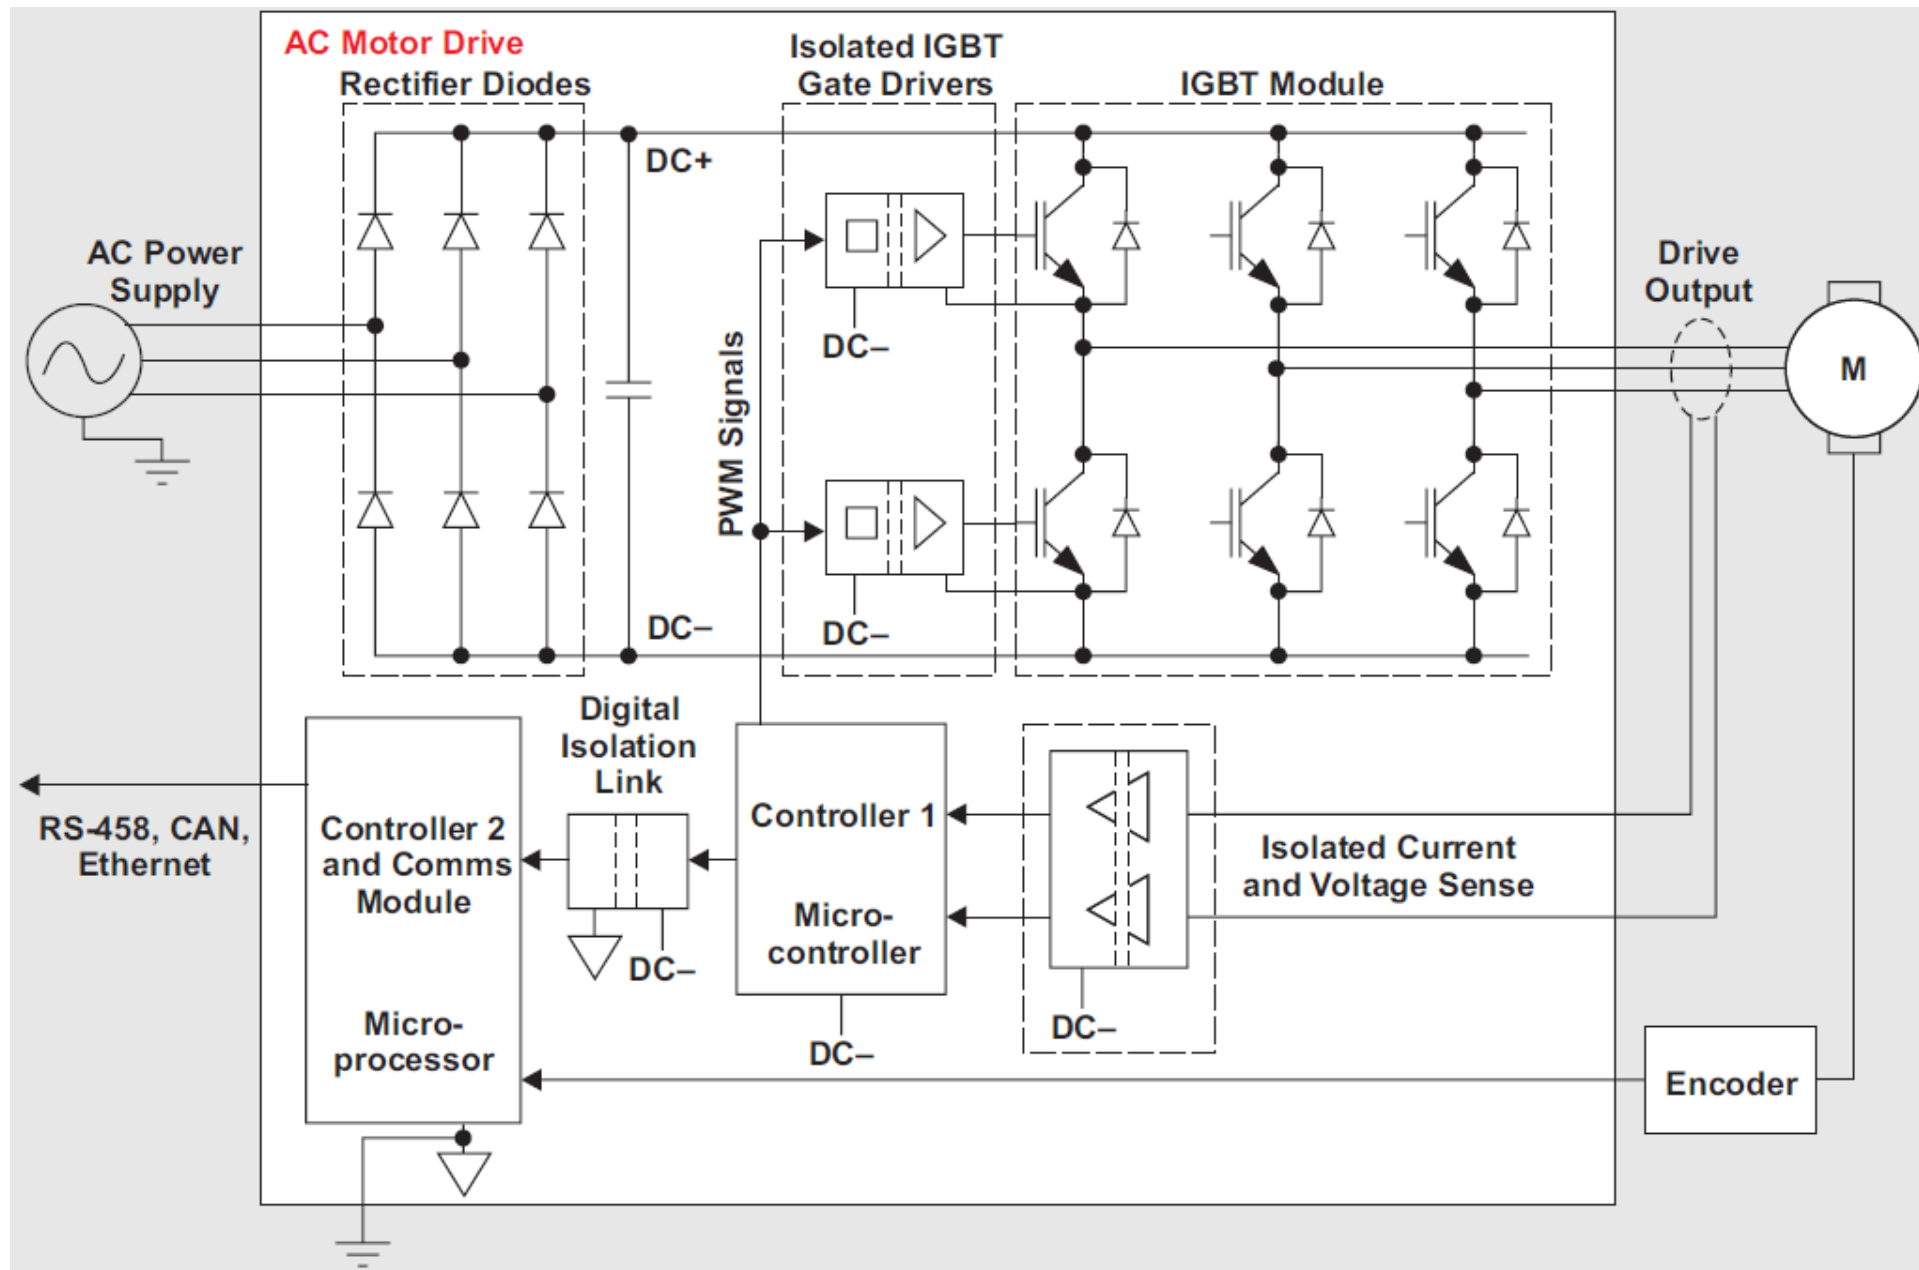 AC Motor Drive
Rectifier Diodes
Isolated IGBT
Gate Drivers
IGBT Module
DC+
AC Power
Supply
Drive
Output
DC–
PWM Signals
M
DC–
DC–
Digital
Isolation
Link
RS-458, CAN,
Ethernet
Controller 2
and Comms
Module
Micro-
processor
DC–
Controller 1
Micro-
controller
DC–
Isolated Current
and Voltage Sense
DC–
Encoder